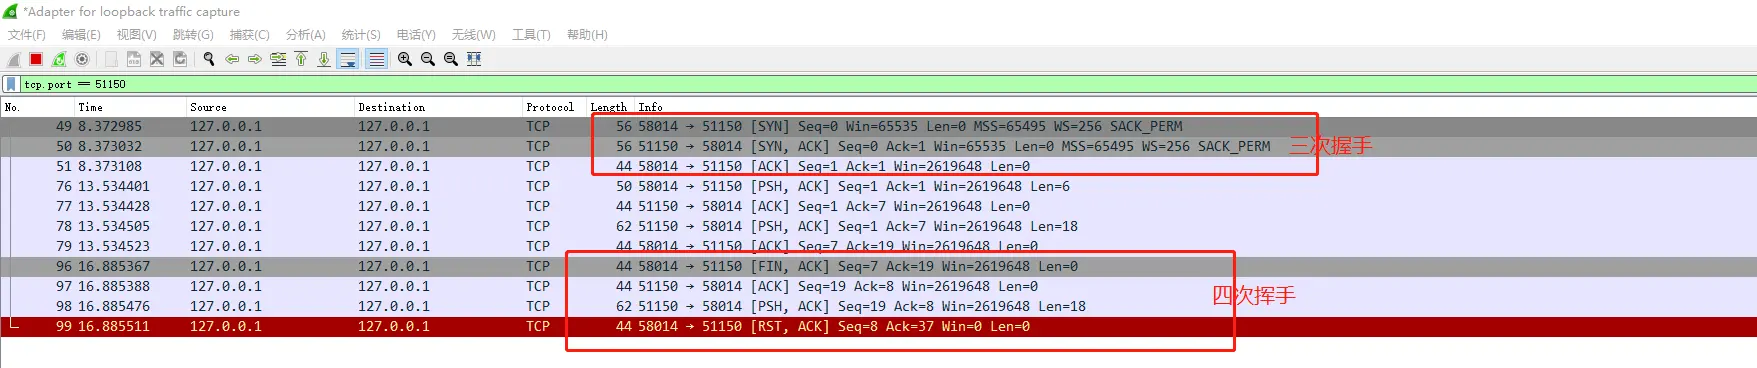 *Adapter for loopback traffic capture
文件(F) 编辑(E) 视图(V) 跳转(G) 捕获(C) 分析(A) 统计(S) 电话(Y) 无线(W) 工具(T) 帮助(H)
tcp.port == 51150
No. Time Source Destination Protocol Length Info
49 8.372985 127.0.0.1 127.0.0.1 TCP 56 58014 → 51150 [SYN] Seq=0 Win=65535 Len=0 MSS=65495 WS=256 SACK_PERM
50 8.373032 127.0.0.1 127.0.0.1 TCP 56 51150 → 58014 [SYN, ACK] Seq=0 Ack=1 Win=65535 Len=0 MSS=65495 WS=256 SACK_PERM 三次握手
51 8.373108 127.0.0.1 127.0.0.1 TCP 44 58014 → 51150 [ACK] Seq=1 Ack=1 Win=2619648 Len=0
76 13.534401 127.0.0.1 127.0.0.1 TCP 50 58014 → 51150 [PSH, ACK] Seq=1 Ack=1 Win=2619648 Len=6
77 13.534428 127.0.0.1 127.0.0.1 TCP 44 51150 → 58014 [ACK] Seq=1 Ack=7 Win=2619648 Len=0
78 13.534505 127.0.0.1 127.0.0.1 TCP 62 51150 → 58014 [PSH, ACK] Seq=1 Ack=7 Win=2619648 Len=18
79 13.534523 127.0.0.1 127.0.0.1 TCP 44 58014 → 51150 [ACK] Seq=7 Ack=19 Win=2619648 Len=0
96 16.885367 127.0.0.1 127.0.0.1 TCP 44 58014 → 51150 [FIN, ACK] Seq=7 Ack=19 Win=2619648 Len=0
97 16.885388 127.0.0.1 127.0.0.1 TCP 44 51150 → 58014 [ACK] Seq=19 Ack=8 Win=2619648 Len=0
四次挥手
98 16.885476 127.0.0.1 127.0.0.1 TCP 62 51150 → 58014 [PSH, ACK] Seq=19 Ack=8 Win=2619648 Len=18
99 16.885511 127.0.0.1 127.0.0.1 TCP 44 58014 → 51150 [RST, ACK] Seq=8 Ack=37 Win=0 Len=0